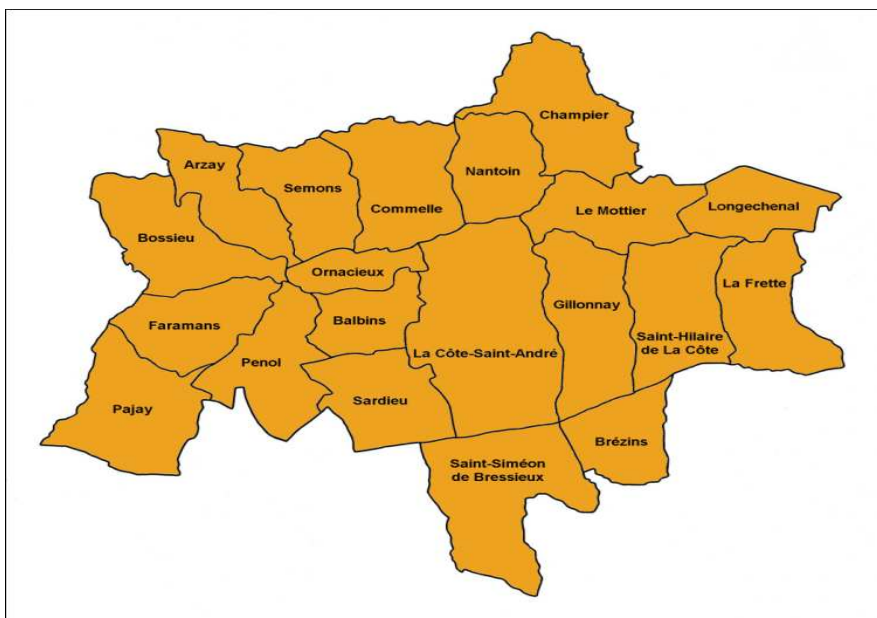 Champier
Arzay
Nantoin
Semons
Commelle
Le Mottier
Longechenal
Bossieu
Ornacieux
La Frette
Gillonnay
Faramans
Balbins
Saint-Hilaire
de La Côte
La Côte-Saint-André
Penol
Sardieu
Pajay
Brézins
Saint-Siméon
de Bressieux